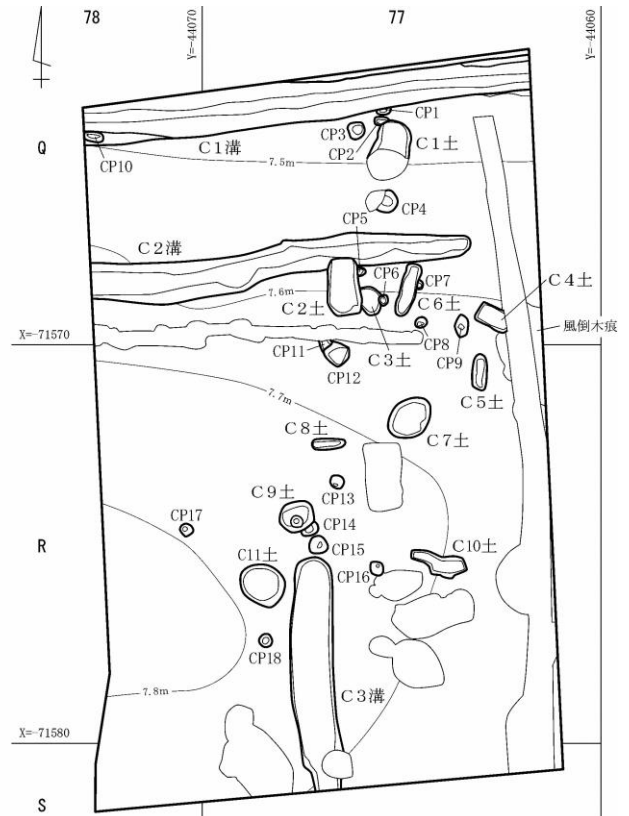 78
77
Y=-44070
Y=-44060
Q
CP1
CP3
CP2
C1土
CP10
C1溝
7.5m
CP4
CP5
C2溝
CP6
CP7
C4土
7.6m
C2土
C6土
風倒木痕
X=-71570
CP11
C3土
CP8
CP9
CP12
7.7m
C5土
C8土
C7土
CP13
C9土
CP17
CP14
R
CP15
C10土
C11土
CP16
CP18
7.8m
C3溝
X=-71580
S